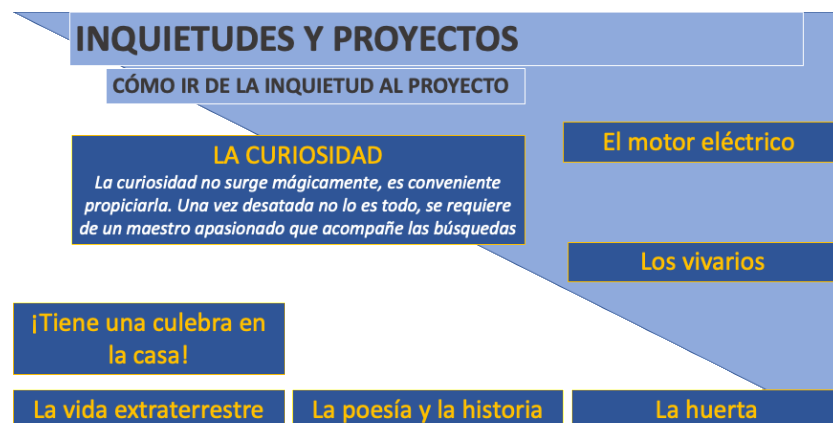 INQUIETUDES Y PROYECTOS
CÓMO IR DE LA INQUIETUD AL PROYECTO
LA CURIOSIDAD
La curiosidad no surge mágicamente, es conveniente
propiciarla. Una vez desatada no lo es todo, se requiere
de un maestro apasionado que acompañe las búsquedas
El motor eléctrico
Los vivarios
¡Tiene una culebra en
la casa!
La vida extraterrestre
La poesía y la historia
La huerta